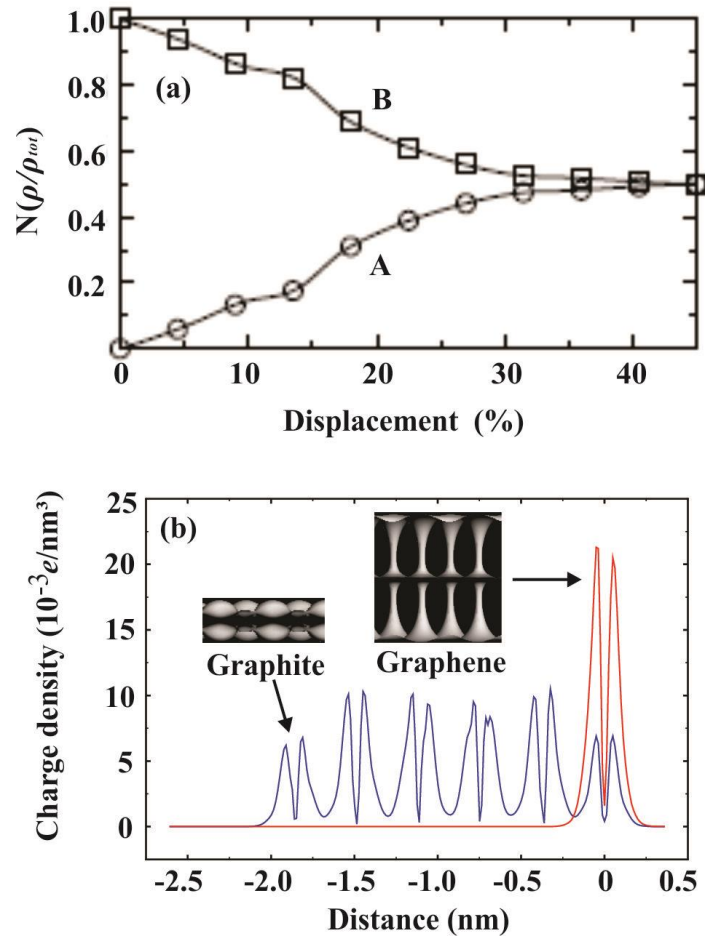 1.0
0.8
0.6
0.4
0.2
N(ρ/ρtot)
(a)
B
A
0 10 20 30 40
Displacement (%)
25
20
15
10
5
0
Charge density (10⁻³e/nm³)
(b)
Graphite
Graphene
-2.5 -2.0 -1.5 -1.0 -0.5 0 0.5
Distance (nm)